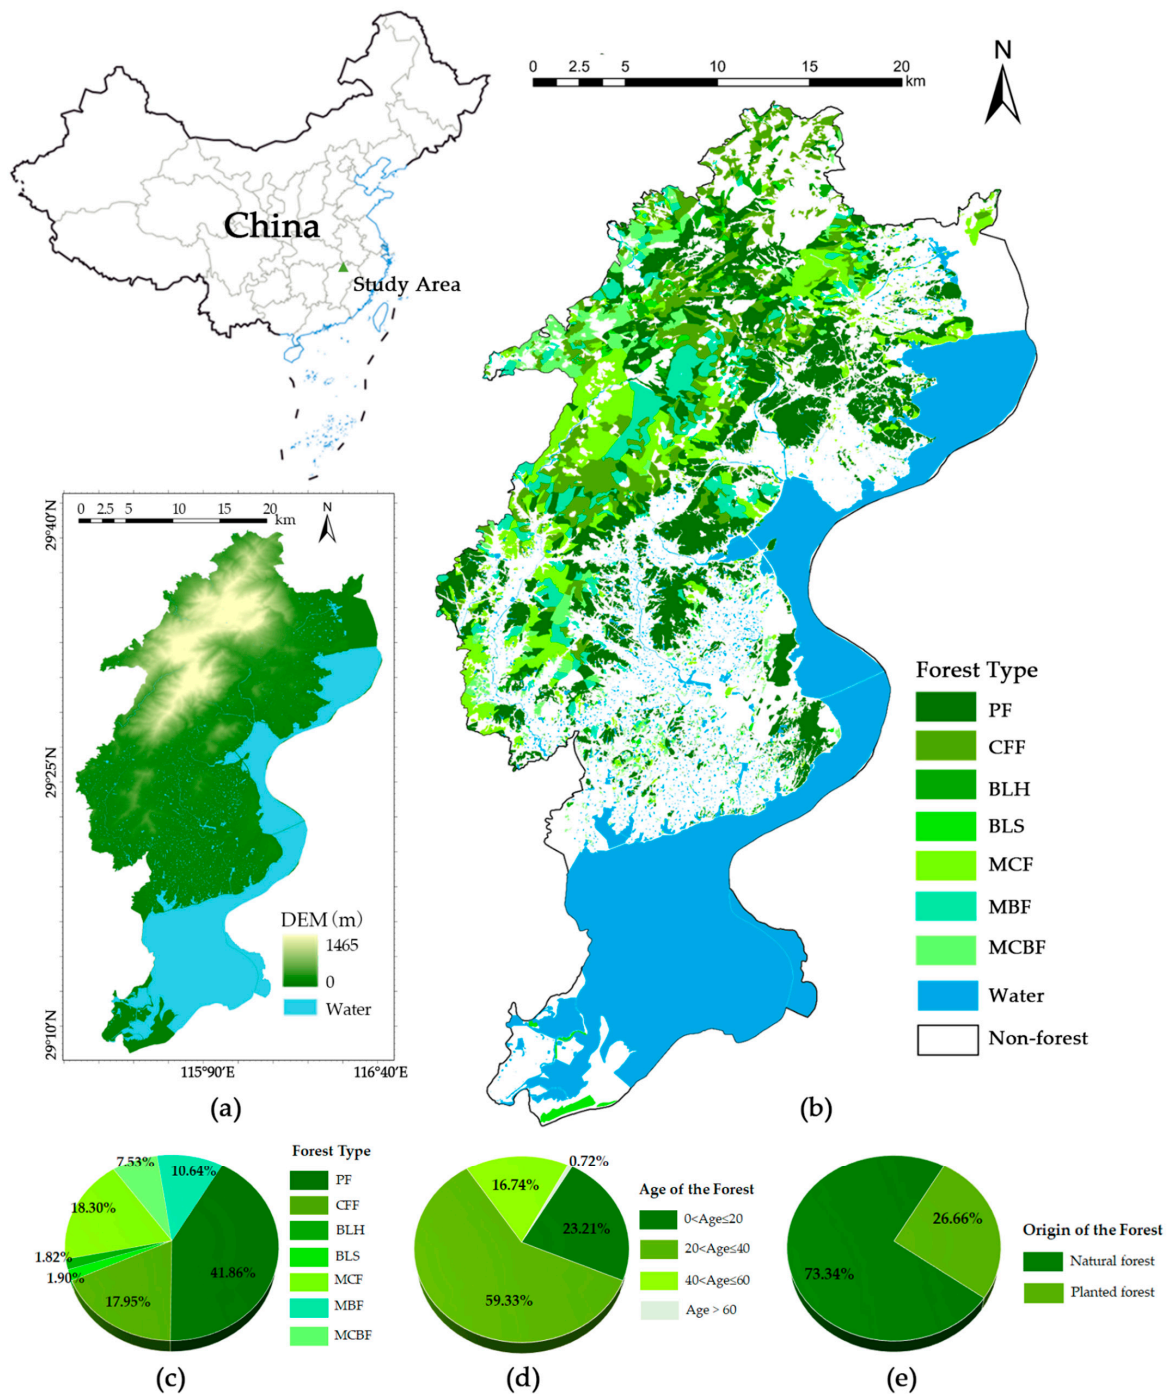 China
Study Area
0 2.5 5 10 15 20
km
N
0 2.5 5 10 15 20
km
N
29°40′N
29°25′N
29°10′N
115°90′E
116°40′E
DEM (m)
1465
0
Water
(a)
Forest Type
PF
CFF
BLH
BLS
MCF
MBF
MCBF
Water
Non-forest
(b)
7.53%
10.64%
18.30%
1.82%
1.90%
17.95%
41.86%
Forest Type
PF
CFF
BLH
BLS
MCF
MBF
MCBF
(c)
0.72%
16.74%
23.21%
59.33%
Age of the Forest
0<Age≤20
20<Age≤40
40<Age≤60
Age > 60
(d)
26.66%
73.34%
Origin of the Forest
Natural forest
Planted forest
(e)